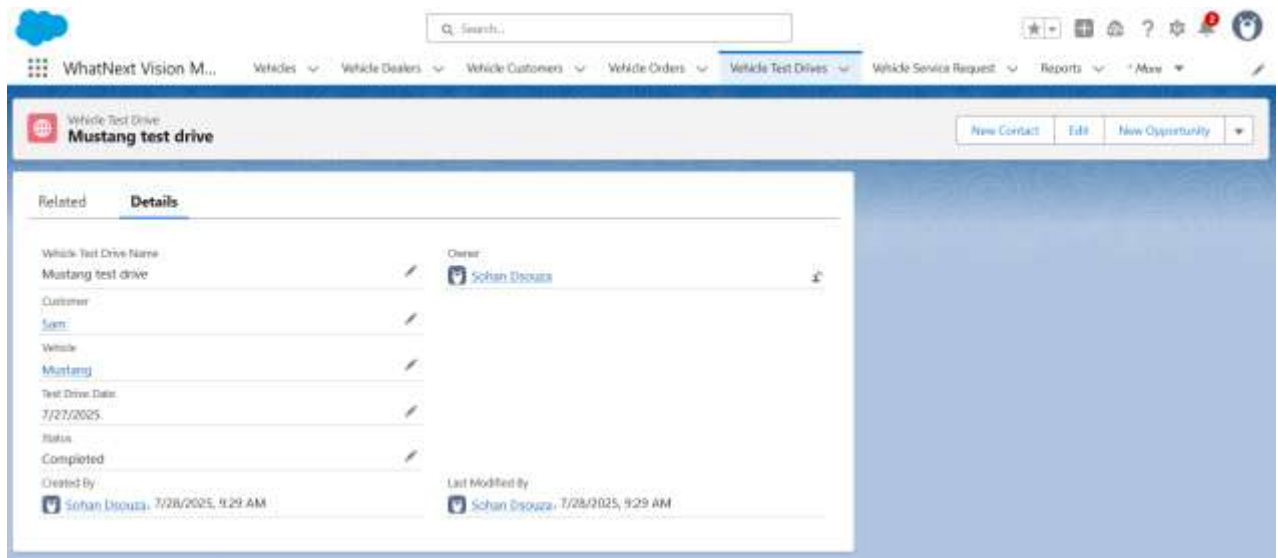 Search...
2
WhatNext Vision M...
Vehicles
Vehicle Dealers
Vehicle Customers
Vehicle Orders
Vehicle Test Drives
Vehicle Service Request
Reports
* More
Vehicle Test Drive
Mustang test drive
New Contact
Edit
New Opportunity
Related
Details
Vehicle Test Drive Name
Mustang test drive
Owner
Sohan Dsouza
Customer
Sam
Vehicle
Mustang
Test Drive Date
7/27/2025
Status
Completed
Created By
Sohan Dsouza, 7/28/2025, 9:29 AM
Last Modified By
Sohan Dsouza, 7/28/2025, 9:29 AM